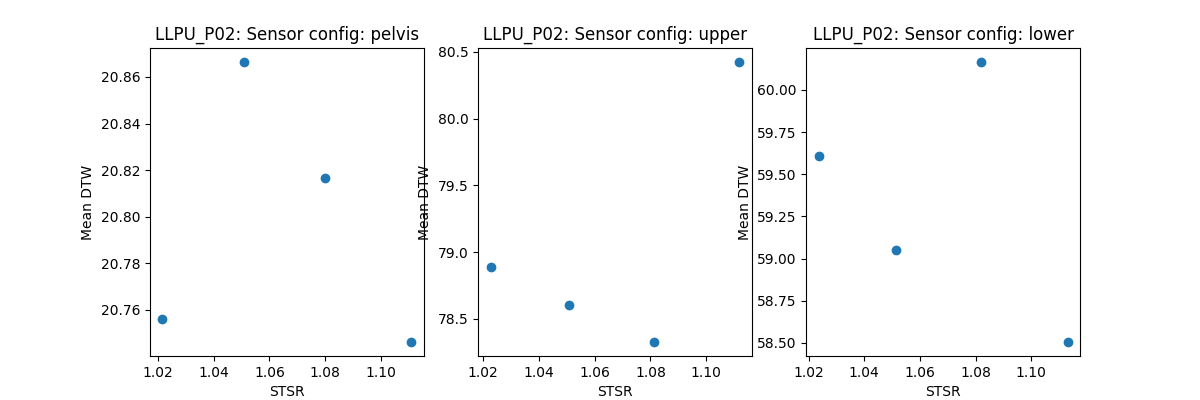 LLPU_P02: Sensor config: pelvis
20.86
20.84
20.82
20.80
20.78
20.76
Mean DTW
1.02 1.04 1.06 1.08 1.10
STSR
LLPU_P02: Sensor config: upper
80.5
80.0
79.5
79.0
78.5
Mean DTW
1.02 1.04 1.06 1.08 1.10
STSR
LLPU_P02: Sensor config: lower
60.00
59.75
59.50
59.25
59.00
58.75
58.50
Mean DTW
1.02 1.04 1.06 1.08 1.10
STSR